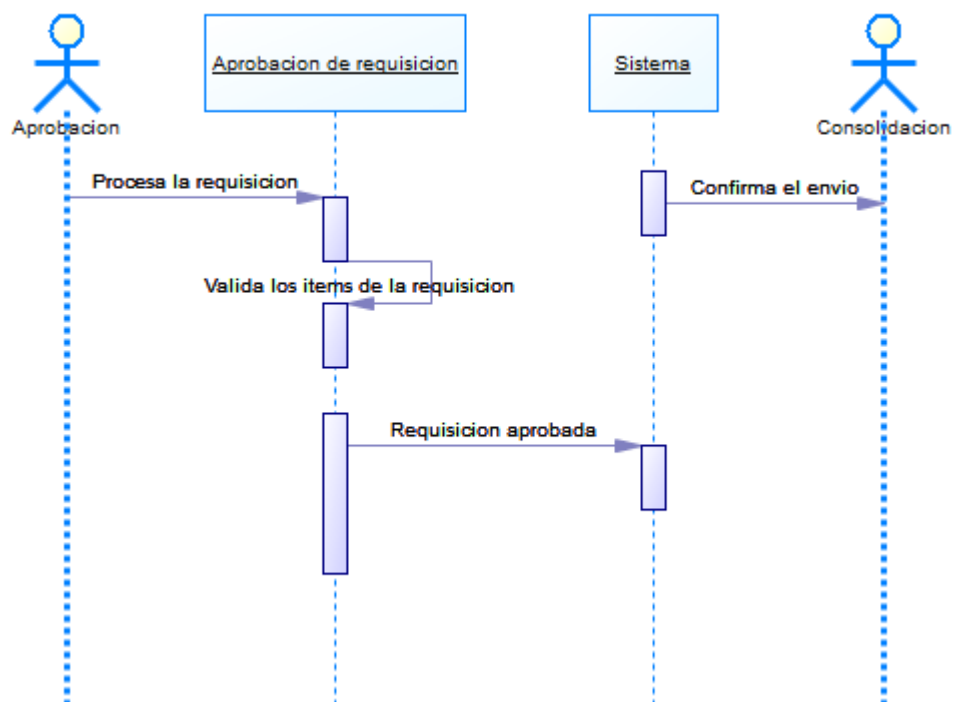 Aprobacion de requisicion
Sistema
Aprobacion
Consolidacion
Procesa la requisicion
Confirma el envio
Valida los items de la requisicion
Requisicion aprobada